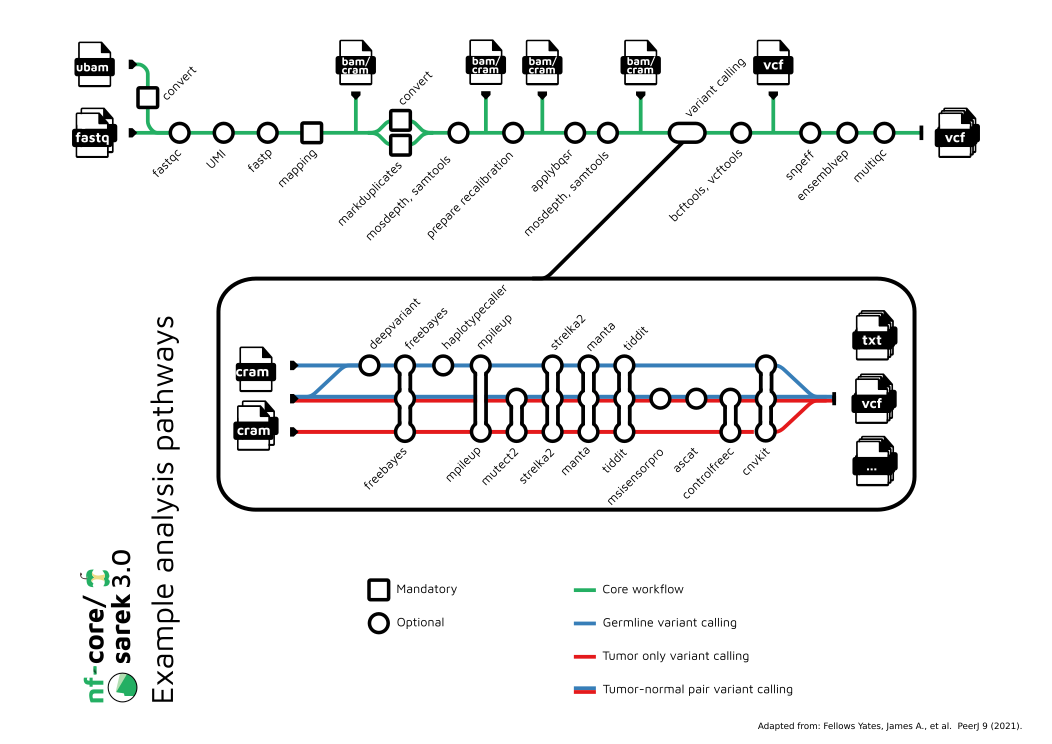 ubam
convert
fastq
fastqc
UMI
fastp
mapping
bam/
cram
convert
markduplicates
mosdepth, samtools
bam/
cram
prepare recalibration
bam/
cram
applybqsr
mosdepth, samtools
bam/
cram
variant calling
bcftools, vcftools
vcf
snpeff
ensemblvep
multiqc
vcf
deepvariant
freebayes
haplotypecaller
mpileup
strelka2
manta
tiddit
cram
cram
freebayes
mpileup
mutect2
strelka2
manta
tiddit
msisensorpro
ascat
controlfreec
cnvkit
txt
vcf
...
nf-core/
sarek 3.0
Example analysis pathways
Mandatory
Optional
Core workflow
Germline variant calling
Tumor only variant calling
Tumor-normal pair variant calling
Adapted from: Fellows Yates, James A., et al. PeerJ 9 (2021).